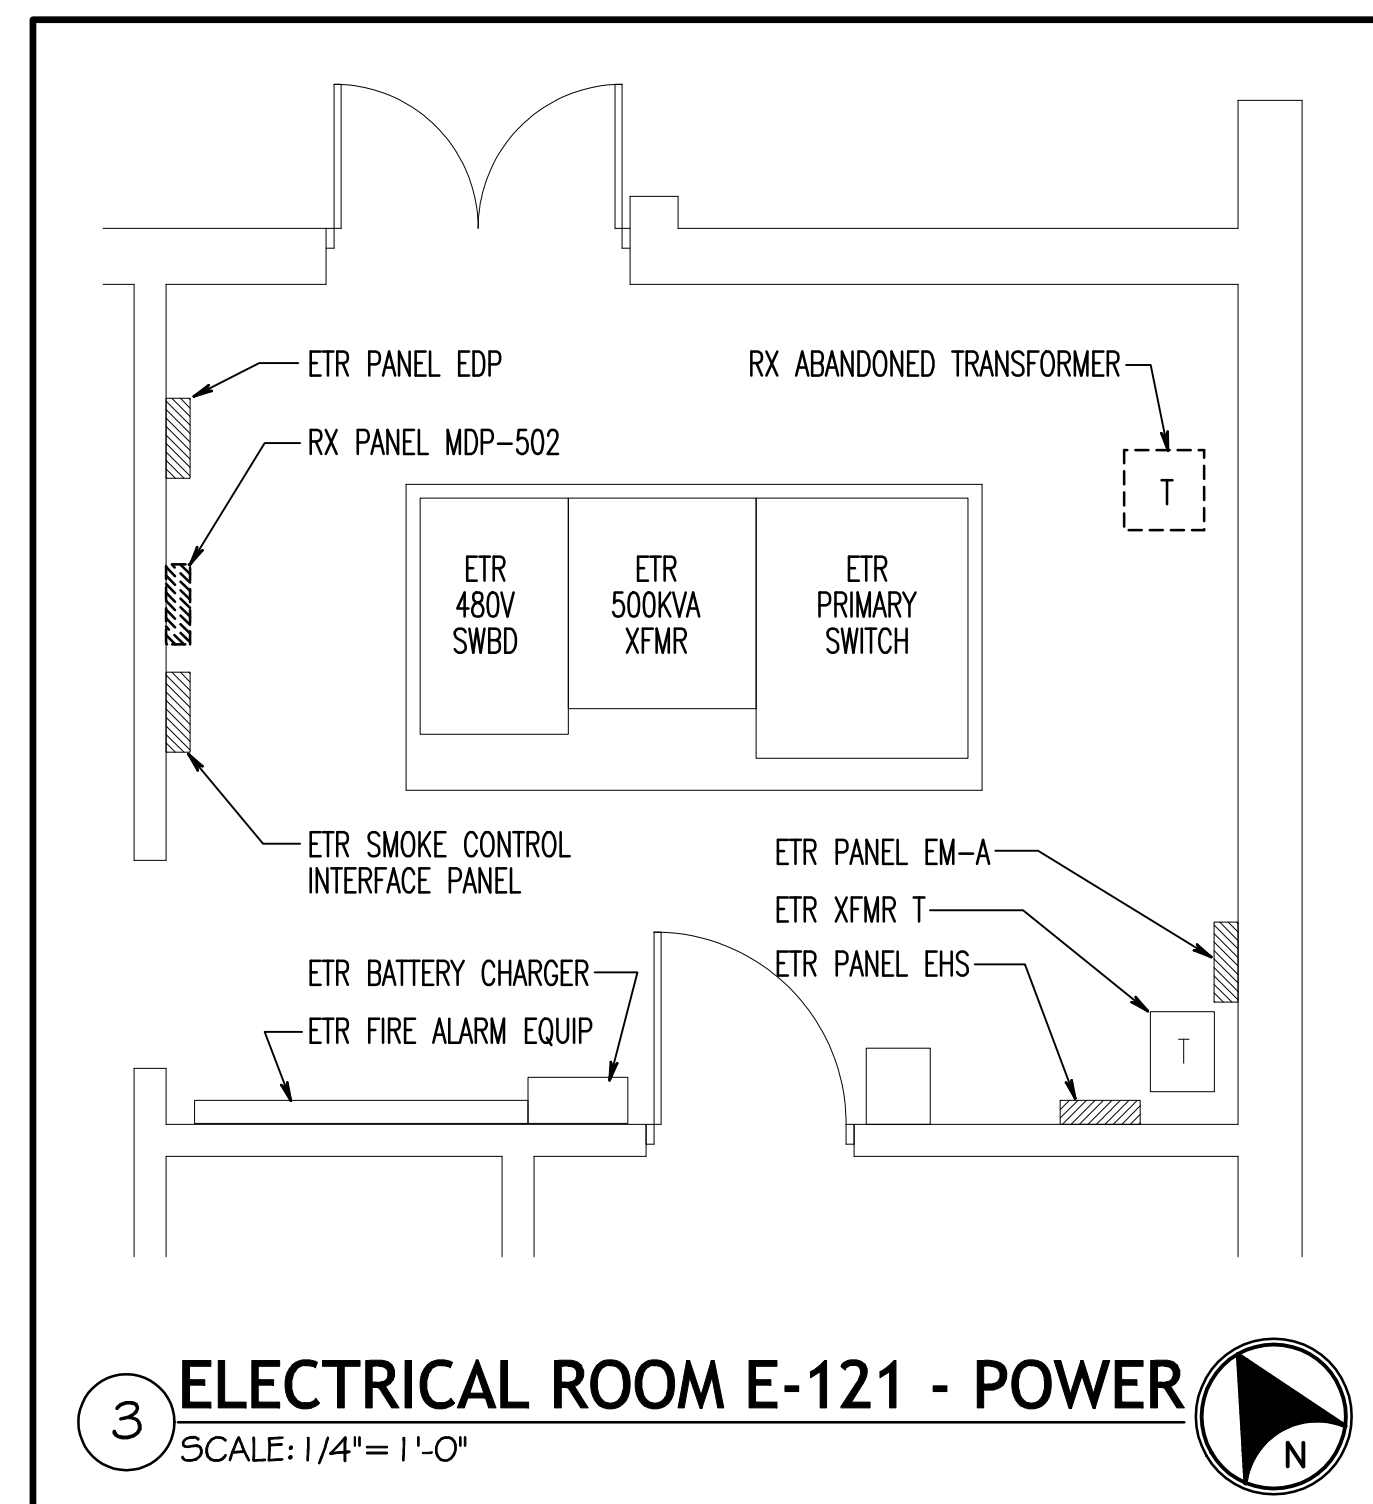 ETR PANEL EDP
RX ABANDONED TRANSFORMER
RX PANEL MDP-502
T
ETR
480V
SWBD
ETR
500KVA
XFMR
ETR
PRIMARY
SWITCH
ETR SMOKE CONTROL
INTERFACE PANEL
ETR PANEL EM-A
ETR XFMR T
ETR PANEL EHS
ETR BATTERY CHARGER
ETR FIRE ALARM EQUIP
T
3
ELECTRICAL ROOM E-121 - POWER
SCALE: 1/4"= 1'-0"
N